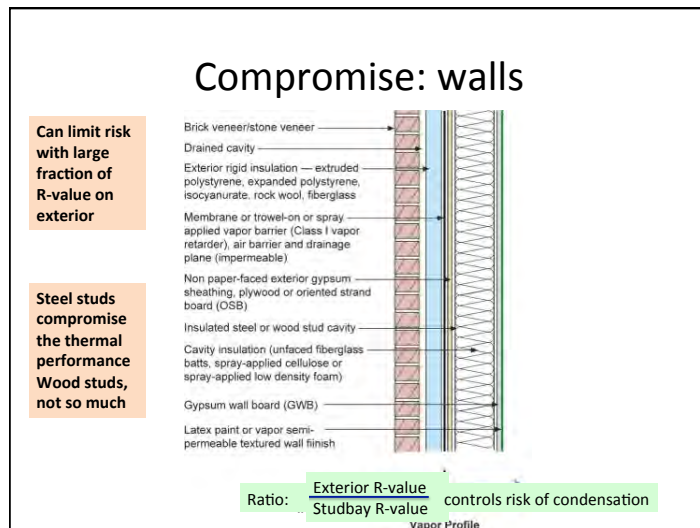 Compromise: walls
Can limit risk
with large
fraction of
R-value on
exterior
Steel studs
compromise
the thermal
performance
Wood studs,
not so much
Brick veneer/stone veneer
Drained cavity
Exterior rigid insulation — extruded
polystyrene, expanded polystyrene,
isocyanurate, rock wool, fiberglass
Membrane or trowel-on or spray
applied vapor barrier (Class I vapor
retarder), air barrier and drainage
plane (impermeable)
Non paper-faced exterior gypsum
sheathing, plywood or oriented strand
board (OSB)
Insulated steel or wood stud cavity
Cavity insulation (unfaced fiberglass
batts, spray-applied cellulose or
spray-applied low density foam)
Gypsum wall board (GWB)
Latex paint or vapor semi-
permeable textured wall finish
Ratio: Exterior R-value
Studbay R-value controls risk of condensation
Vapor Profile